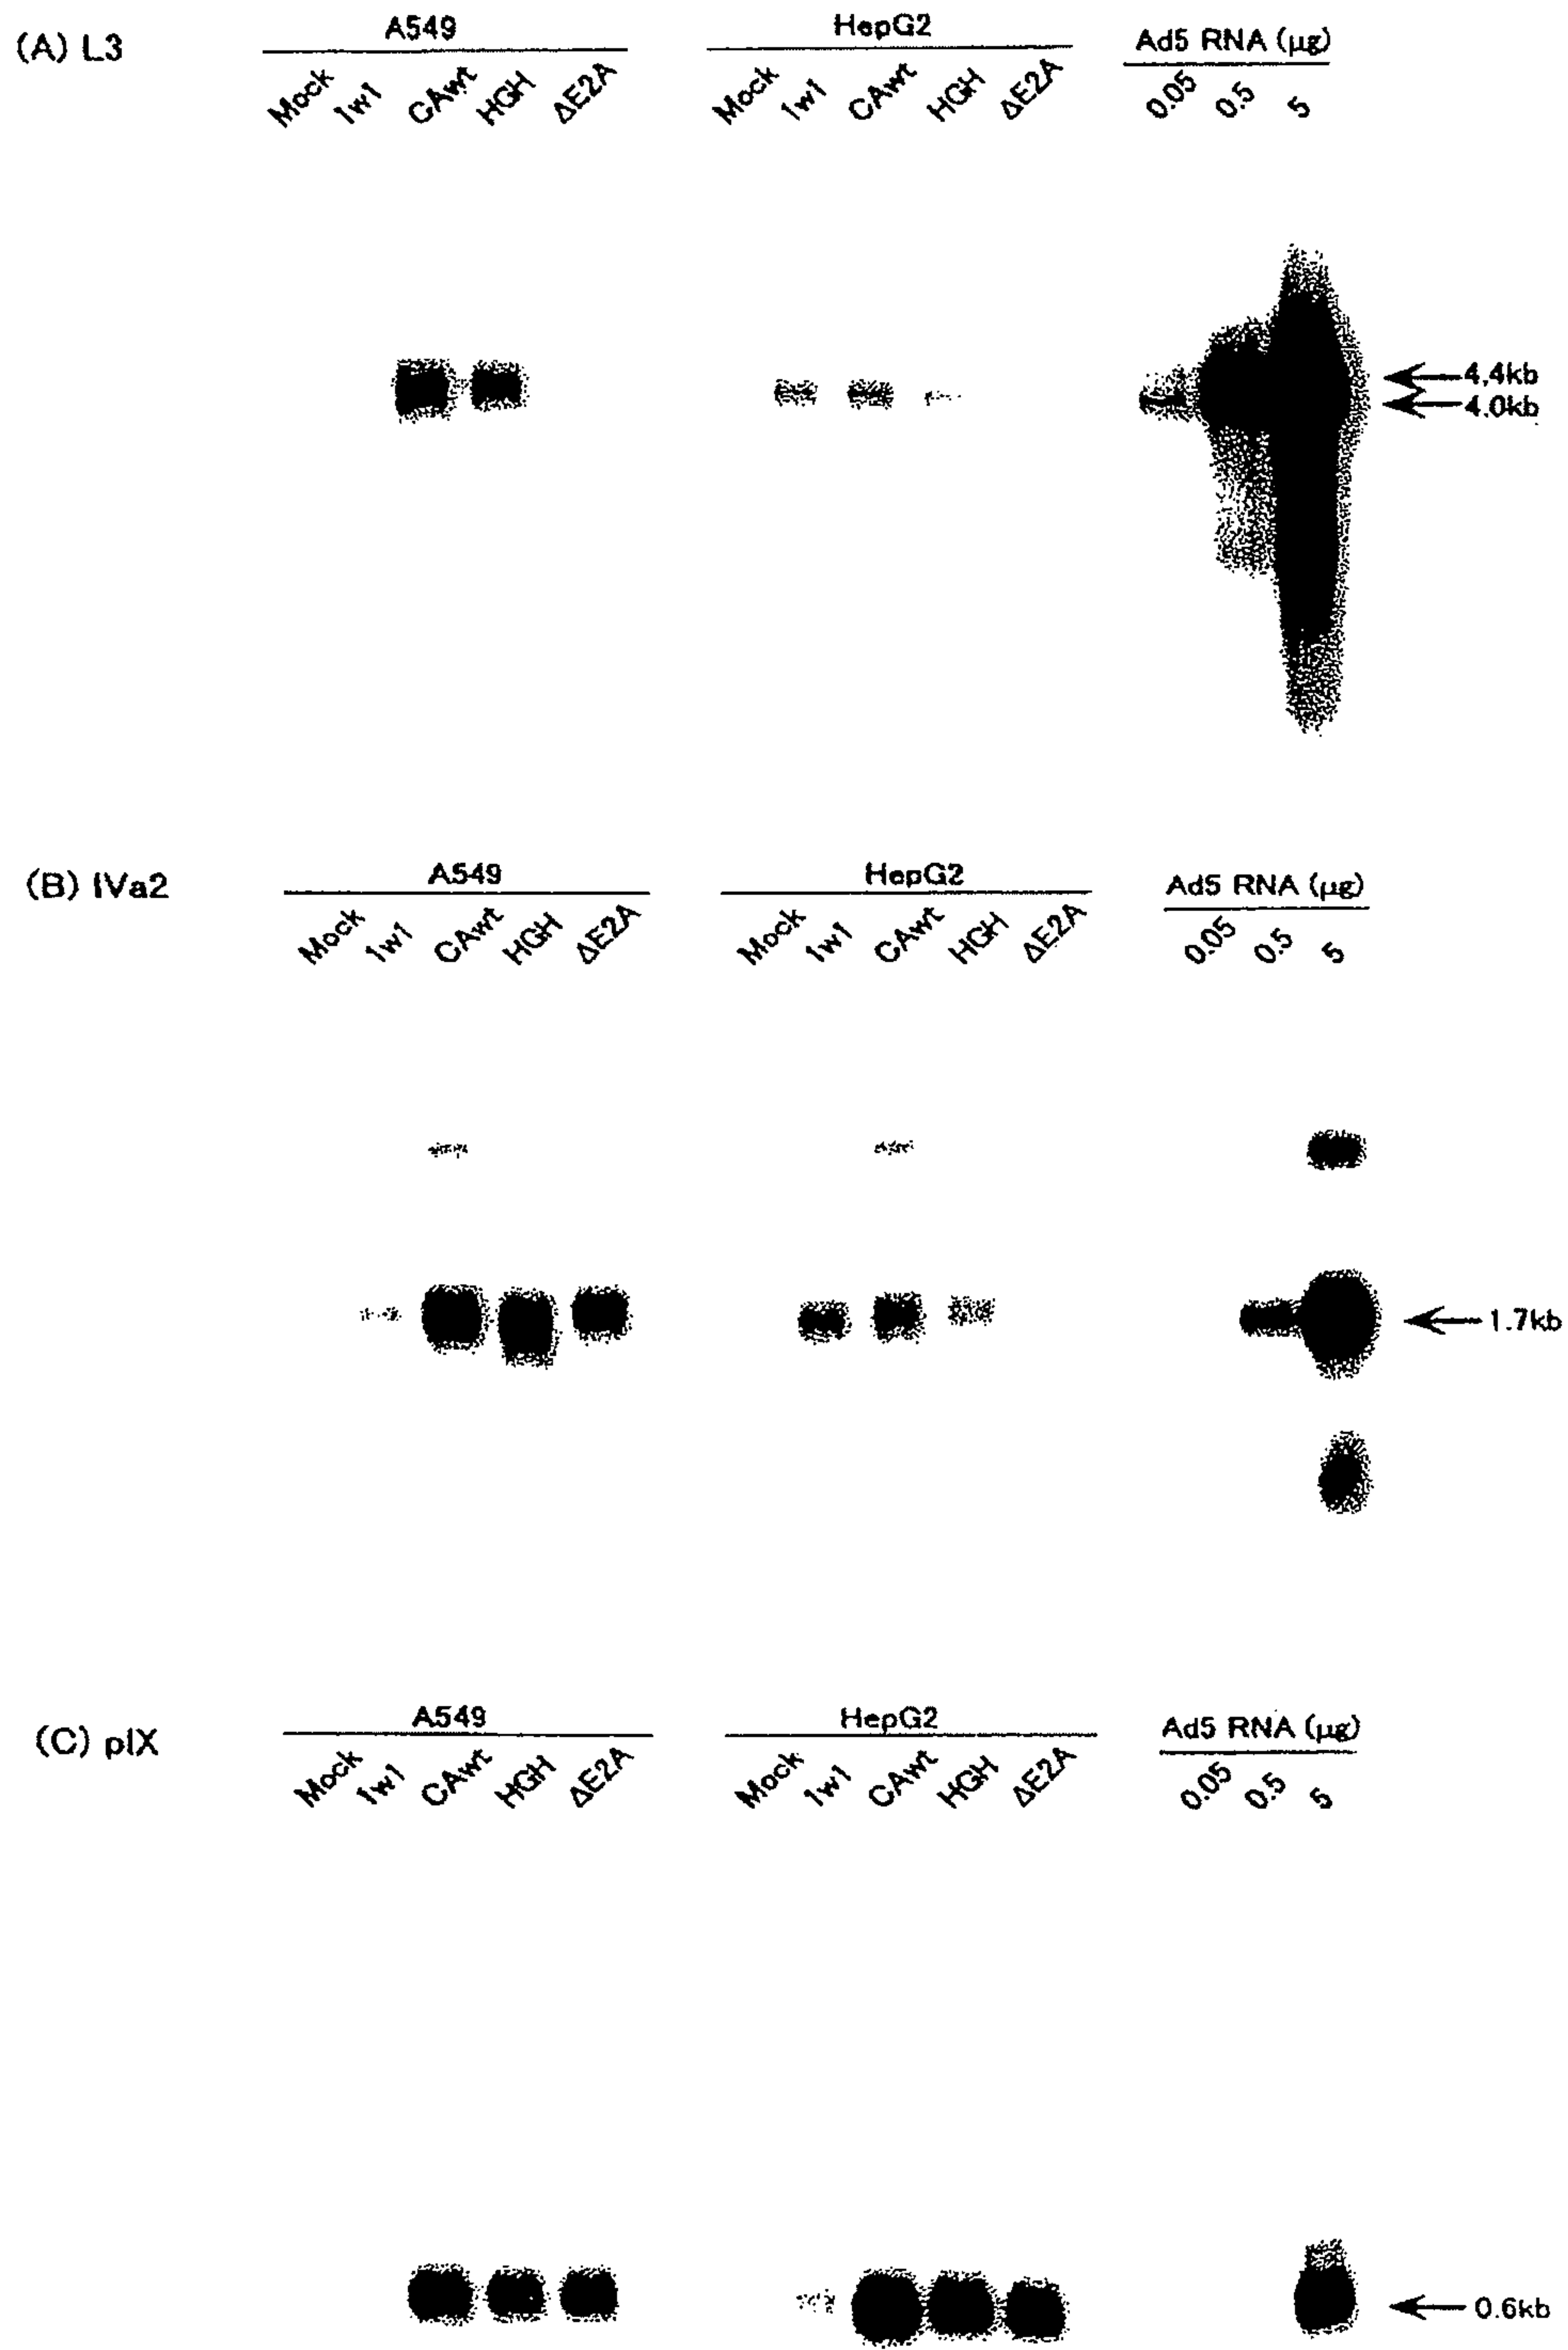 (A) L3
A549
HepG2
Ad5 RNA (μg)
Mock 1w1 CAwt HGH ΔE2A
Mock 1w1 CAwt HGH ΔE2A
0.05 0.5 5
4.4kb
4.0kb
(B) IVa2
A549
HepG2
Ad5 RNA (μg)
Mock 1w1 CAwt HGH ΔE2A
Mock 1w1 CAwt HGH ΔE2A
0.05 0.5 5
1.7kb
(C) pIX
A549
HepG2
Ad5 RNA (μg)
Mock 1w1 CAwt HGH ΔE2A
Mock 1w1 CAwt HGH ΔE2A
0.05 0.5 5
0.6kb